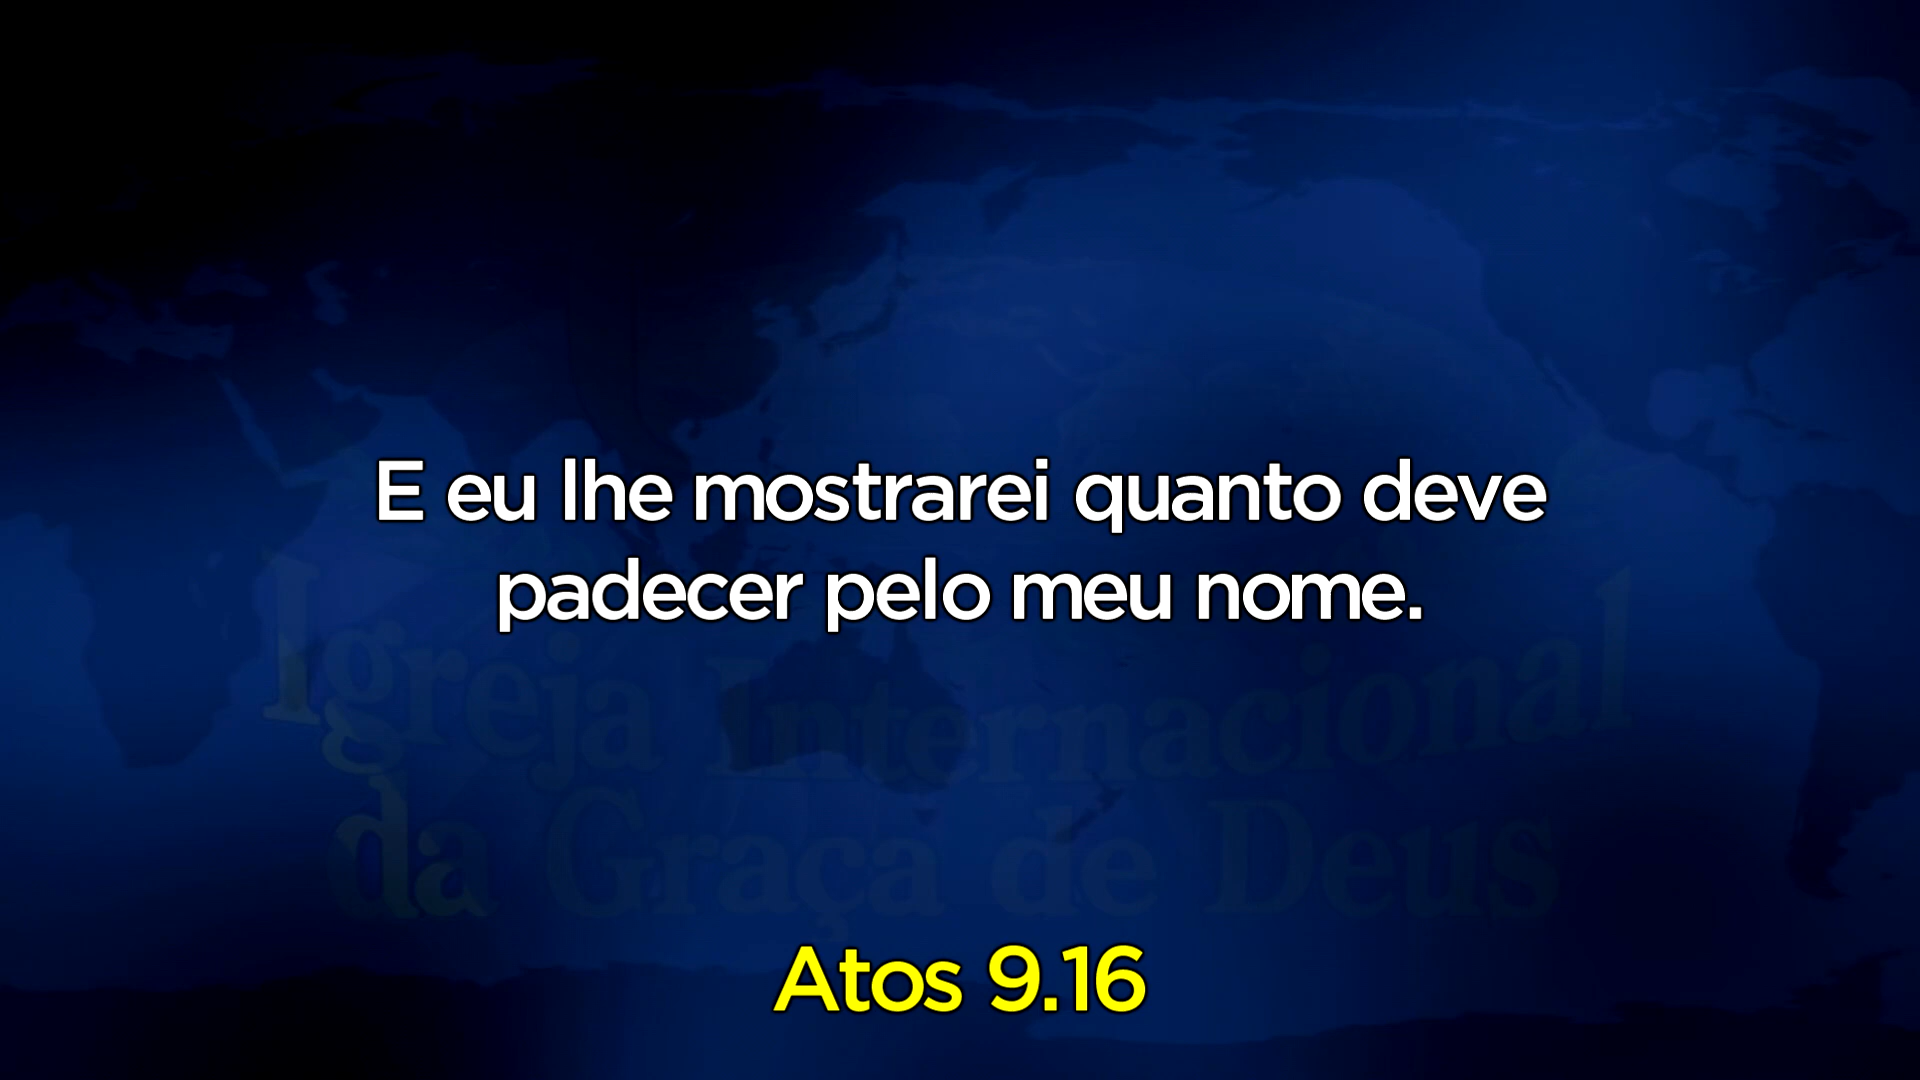 E eu lhe mostrarei quanto deve
padecer pelo meu nome.
Igreja Internacional
da Graça de Deus
Atos 9.16